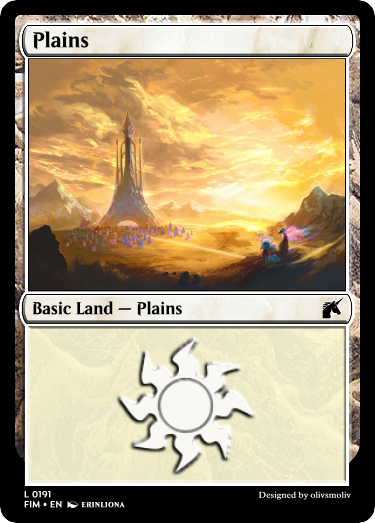 Plains
Basic Land — Plains
L 0191
FIM • EN ERINLIONA
Designed by olivsmoliv